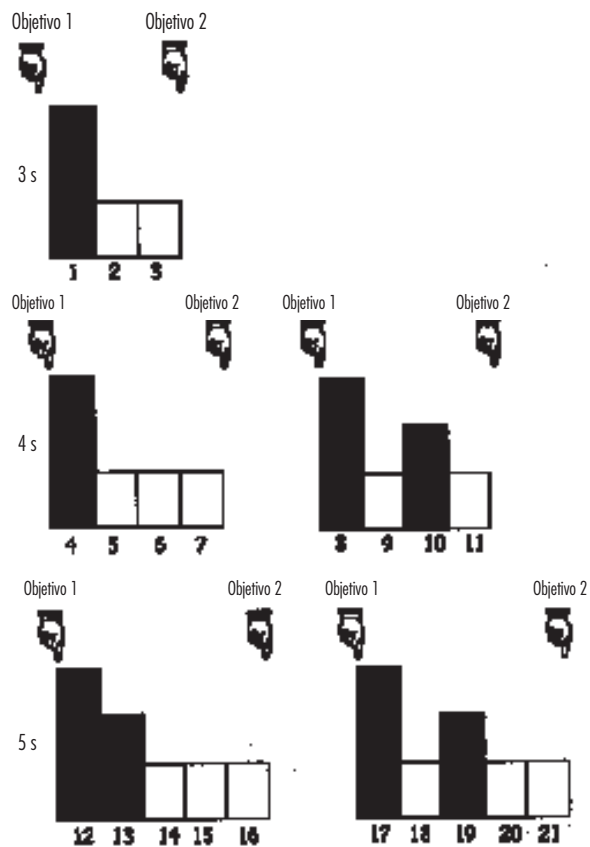 Objetivo 1 Objetivo 2
3 s
1 2 3
Objetivo 1 Objetivo 2 Objetivo 1 Objetivo 2
4 s
4 5 6 7 8 9 10 11
Objetivo 1 Objetivo 2 Objetivo 1 Objetivo 2
5 s
12 13 14 15 16 17 18 19 20 21